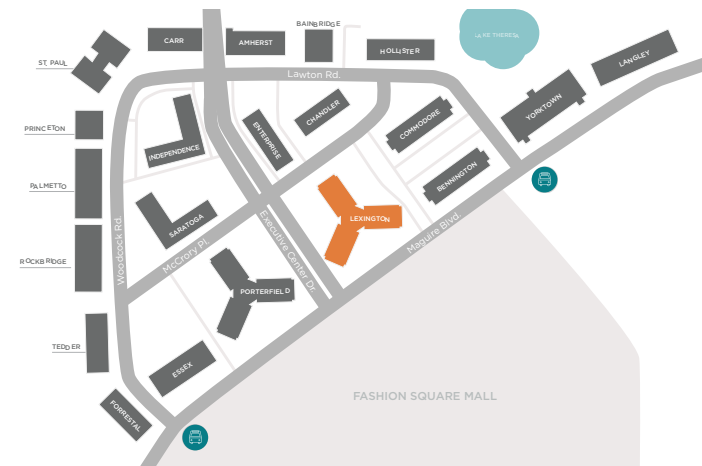 BAINBRIDGE
CARR
AMHERST
HOLLISTER
LAKE THERESA
LANGLEY
ST. PAUL
Lawton Rd.
YORKTOWN
CHANDLER
COMMODORE
PRINCETON
ENTERPRISE
INDEPENDENCE
BENNINGTON
PALMETTO
SARATOGA
LEXINGTON
Woodcock Rd.
McCrory Pl.
Executive Center Dr.
Maguire Blvd.
ROCKBRIDGE
PORTERFIELD
TEDDER
ESSEX
FORRESTAL
FASHION SQUARE MALL